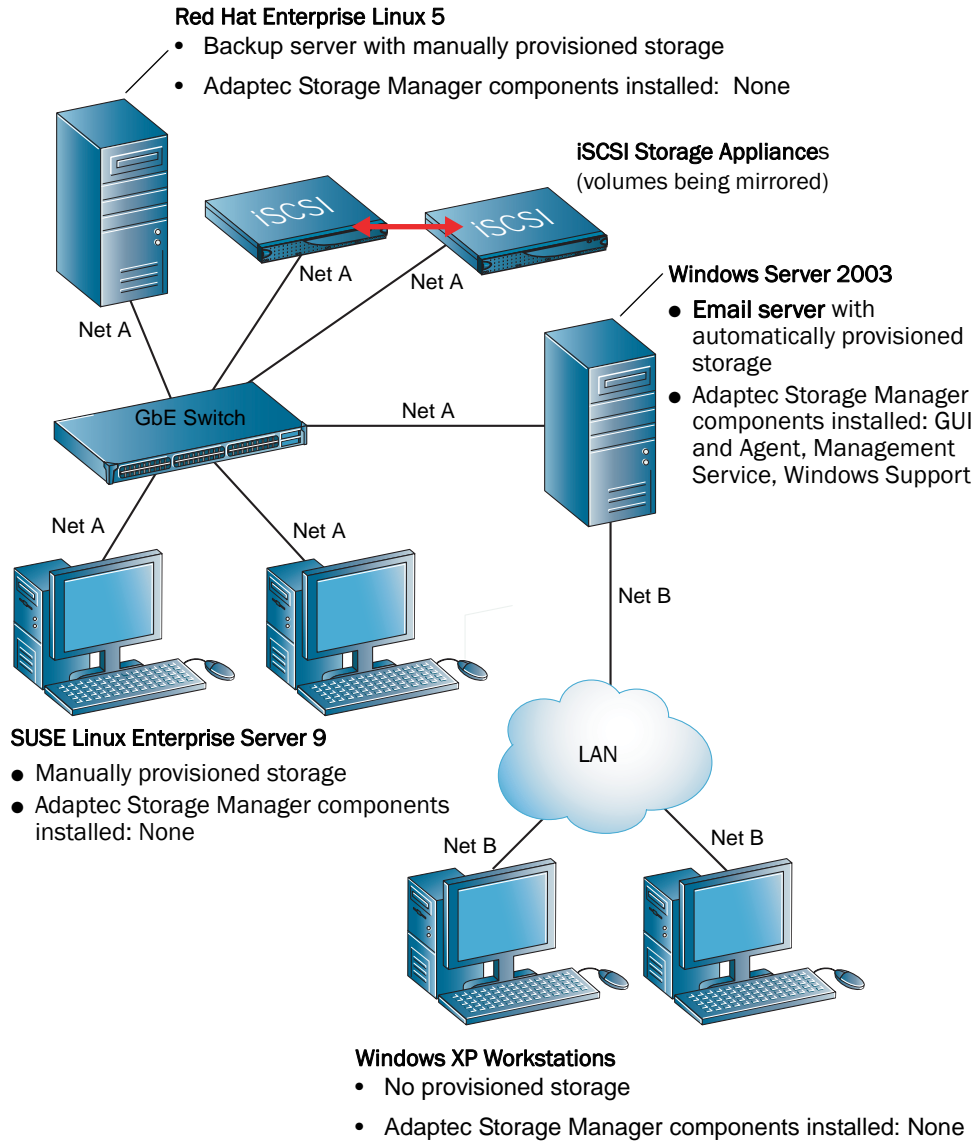 Red Hat Enterprise Linux 5
• Backup server with manually provisioned storage
• Adaptec Storage Manager components installed: None
iSCSI Storage Appliances
(volumes being mirrored)
iSCSI
iSCSI
Net A
Net A
Net A
Windows Server 2003
● Email server with
automatically provisioned
storage
● Adaptec Storage Manager
components installed: GUI
and Agent, Management
Service, Windows Support
GbE Switch
Net A
Net A
Net A
Net B
SUSE Linux Enterprise Server 9
● Manually provisioned storage
● Adaptec Storage Manager components
installed: None
LAN
Net B
Net B
Windows XP Workstations
• No provisioned storage
• Adaptec Storage Manager components installed: None